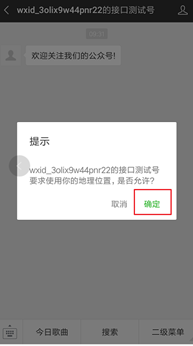 wxid_3olix9w44pnr22的接口测试号
欢迎关注我们的公众号!
提示
wxid_3olix9w44pnr22的接口测试号
要求使用你的地理位置，是否允许?
取消
确定
今日歌曲
搜索
二级菜单